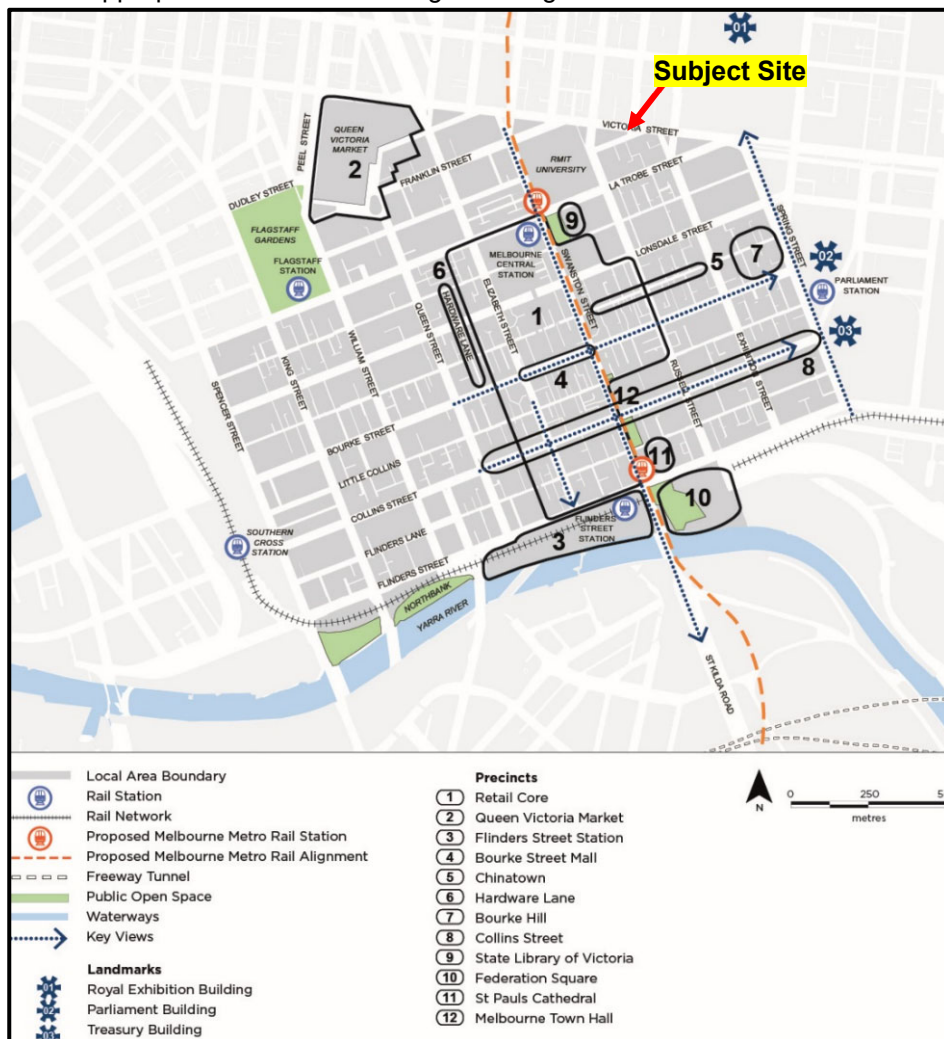 01
Subject Site
VICTORIA STREET
PEEL STREET
QUEEN
VICTORIA
MARKET
2
FRANKLIN STREET
RMIT
UNIVERSITY
DUDLEY STREET
LA TROBE STREET
FLAGSTAFF
GARDENS
FLAGSTAFF
STATION
9
MELBOURNE
CENTRAL
STATION
LONSDALE STREET
SPRING STREET
7
02
5
PARLIAMENT
STATION
6
HARDWARE LANE
SWANSTON STREET
ELIZABETH STREET
1
QUEEN STREET
WILLIAM STREET
KING STREET
SPENCER STREET
03
4
RUSSELL STREET
EXHIBITION STREET
8
12
BOURKE STREET
LITTLE COLLINS
COLLINS STREET
11
10
SOUTHERN
CROSS
STATION
FLINDERS LANE
FLINDERS STREET
3
FLINDERS
STREET
STATION
NORTHBANK
YARRA RIVER
ST KILDA ROAD
Local Area Boundary
Rail Station
Rail Network
Proposed Melbourne Metro Rail Station
Proposed Melbourne Metro Rail Alignment
Freeway Tunnel
Public Open Space
Waterways
Key Views
Landmarks
01 Royal Exhibition Building
02 Parliament Building
03 Treasury Building
Precincts
1 Retail Core
2 Queen Victoria Market
3 Flinders Street Station
4 Bourke Street Mall
5 Chinatown
6 Hardware Lane
7 Bourke Hill
8 Collins Street
9 State Library of Victoria
10 Federation Square
11 St Pauls Cathedral
12 Melbourne Town Hall
N
0 250
metres